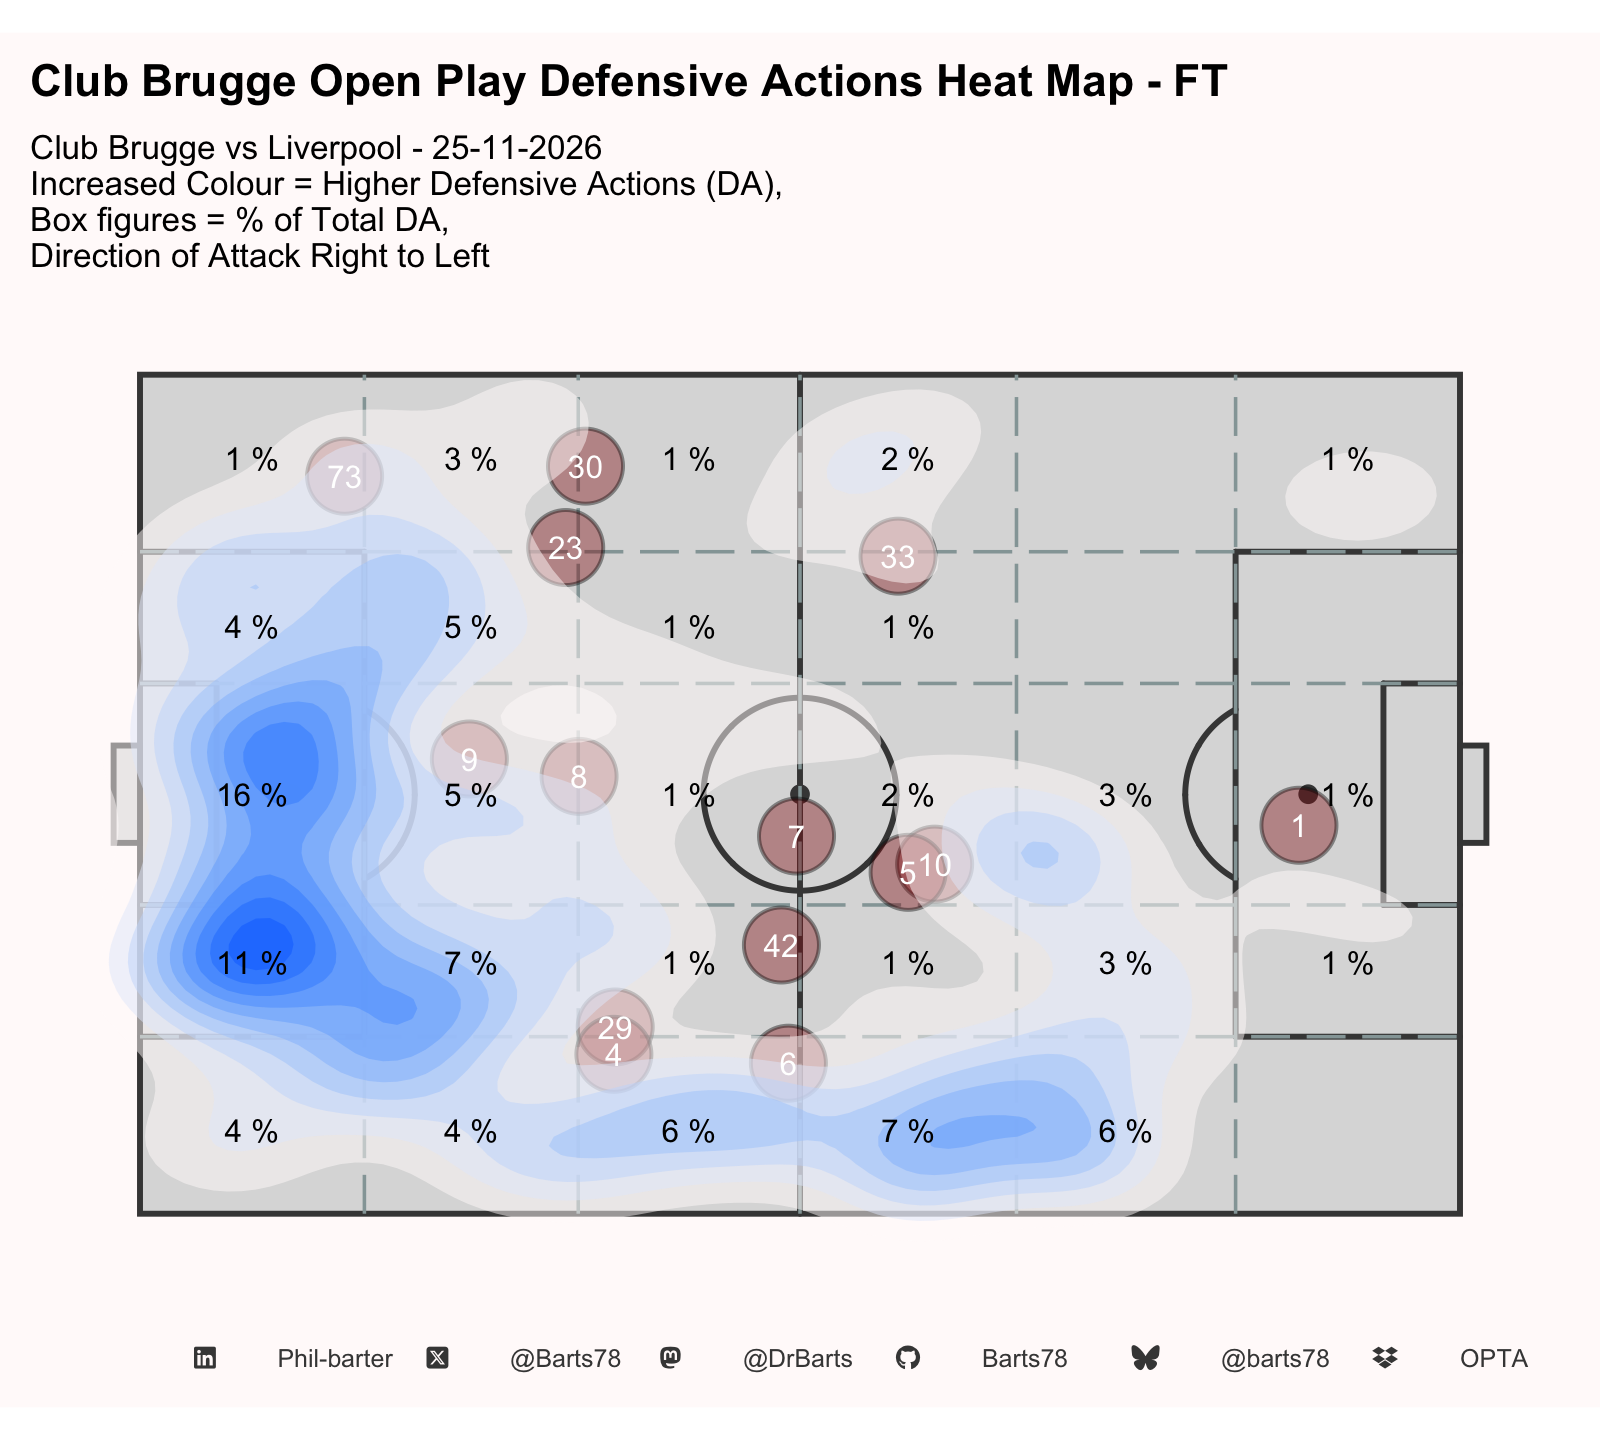 Club Brugge Open Play Defensive Actions Heat Map - FT
Club Brugge vs Liverpool - 25-11-2026
Increased Colour = Higher Defensive Actions (DA),
Box figures = % of Total DA,
Direction of Attack Right to Left
1 % 3 % 1 % 2 % 1 %
73 30
23 33
4 % 5 % 1 % 1 %
9 8
16 % 5 % 1 % 2 % 3 % 1 %
7 1
5 10
42
11 % 7 % 1 % 1 % 3 % 1 %
29
4 6
4 % 4 % 6 % 7 % 6 %
Phil-barter @Barts78 @DrBarts Barts78 @barts78 OPTA